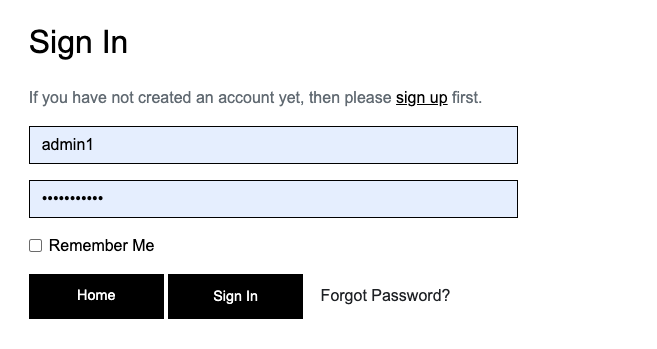 Sign In
If you have not created an account yet, then please sign up first.
admin1
•••••••••••
Remember Me
Home Sign In Forgot Password?